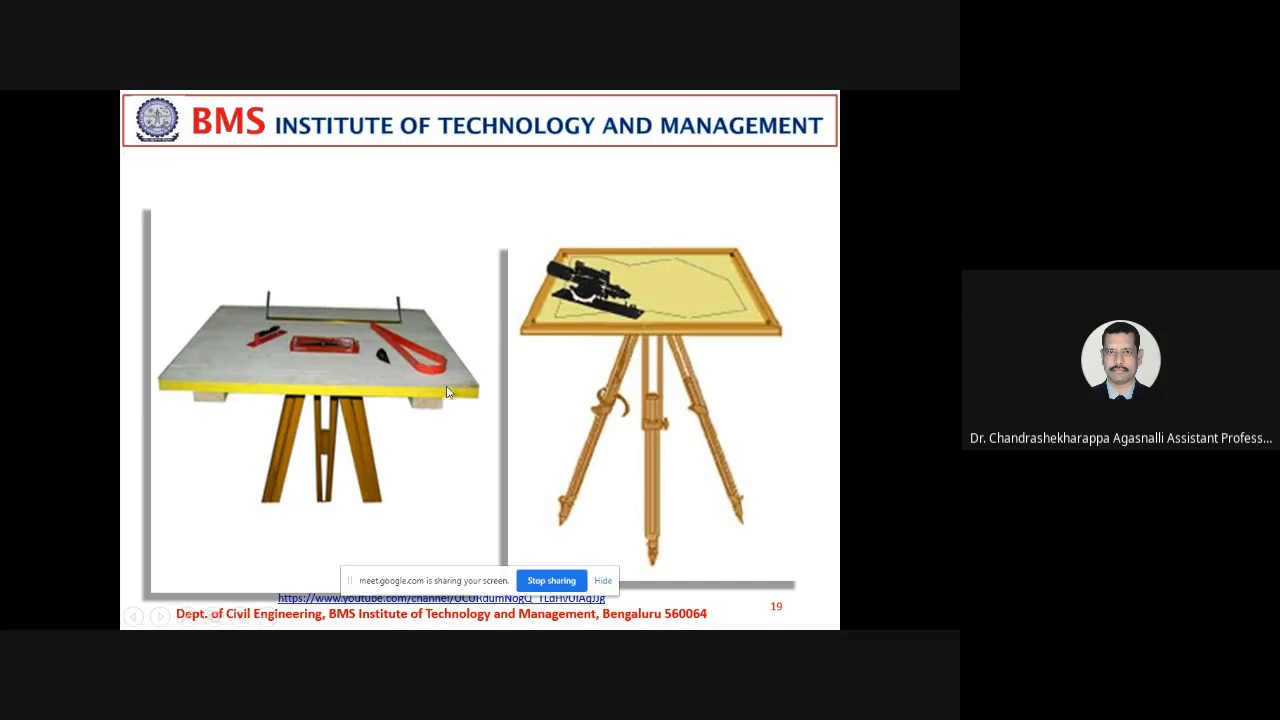 BMS INSTITUTE OF TECHNOLOGY AND MANAGEMENT
meet.google.com is sharing your screen.
Stop sharing
Hide
19
Dept. of Civil Engineering, BMS Institute of Technology and Management, Bengaluru 560064
Dr. Chandrashekharappa Agasnalli Assistant Profess...